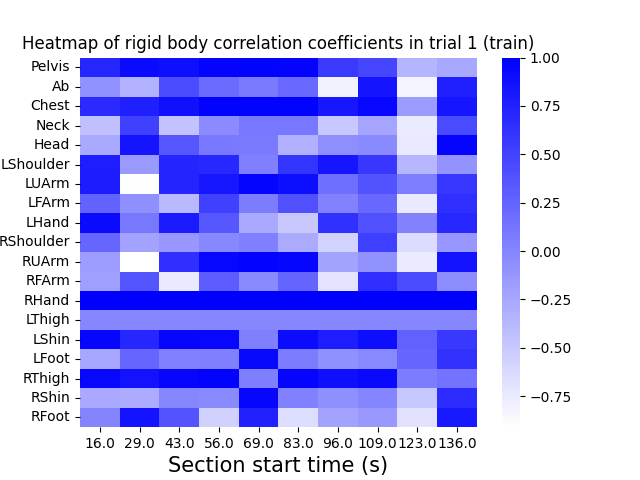 Heatmap of rigid body correlation coefficients in trial 1 (train)
Pelvis
Ab
Chest
Neck
Head
LShoulder
LUArm
LFArm
LHand
RShoulder
RUArm
RFArm
RHand
LThigh
LShin
LFoot
RThigh
RShin
RFoot
16.0 29.0 43.0 56.0 69.0 83.0 96.0 109.0 123.0 136.0
Section start time (s)
1.00
0.75
0.50
0.25
0.00
−0.25
−0.50
−0.75